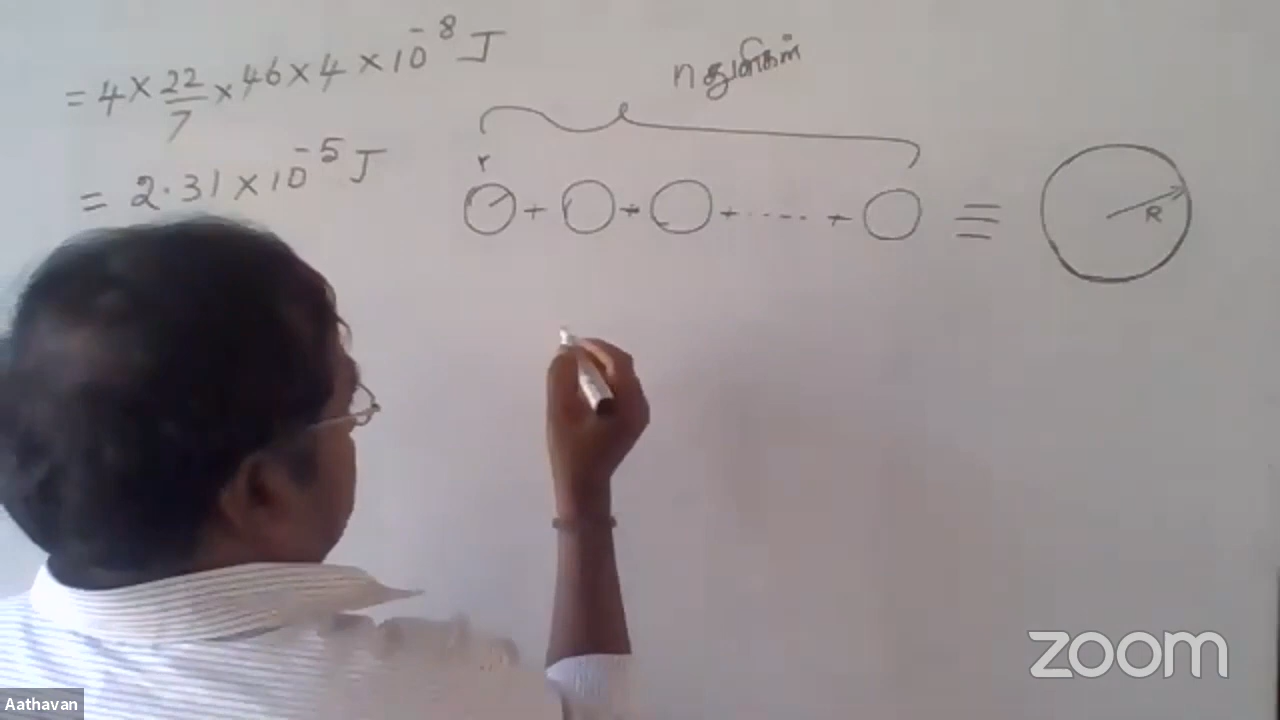 = 4 × 22/7 × 46 × 4 × 10⁻⁸ J
= 2.31 × 10⁻⁵ J
n துளிகள்
r
+ + + ..... + ≡ R
zoom
Aathavan